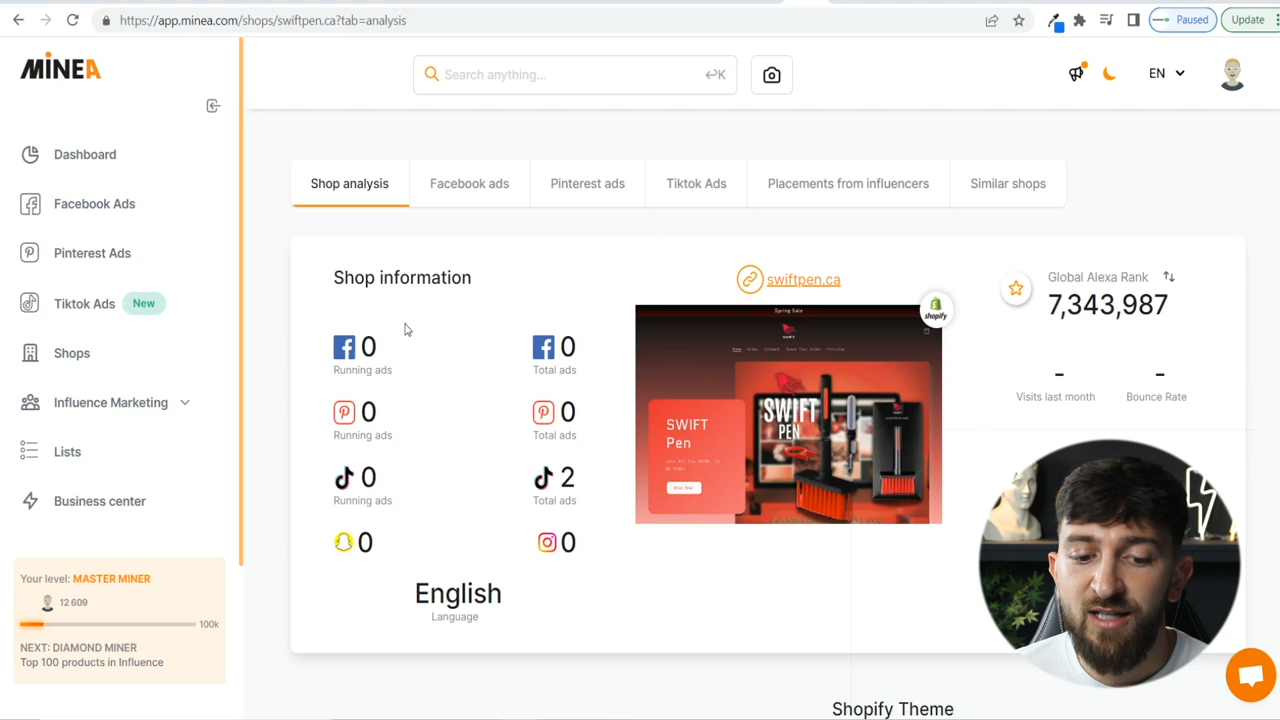 https://app.minea.com/shops/swiftpen.ca?tab=analysis
Paused
Update
MINEA
Search anything...
K
EN
Dashboard
Facebook Ads
Pinterest Ads
Tiktok Ads
New
Shops
Influence Marketing
Lists
Business center
Your level: MASTER MINER
12 609
100k
NEXT: DIAMOND MINER
Top 100 products in Influence
Shop analysis
Facebook ads
Pinterest ads
Tiktok Ads
Placements from influencers
Similar shops
Shop information
0
Running ads
0
Total ads
0
Running ads
0
Total ads
0
Running ads
2
Total ads
0
0
English
Language
swiftpen.ca
shopify
Spring Sale
SWIFT
Pen
Shop Now
SWIFT
PEN
Global Alexa Rank
7,343,987
-
Visits last month
-
Bounce Rate
Shopify Theme